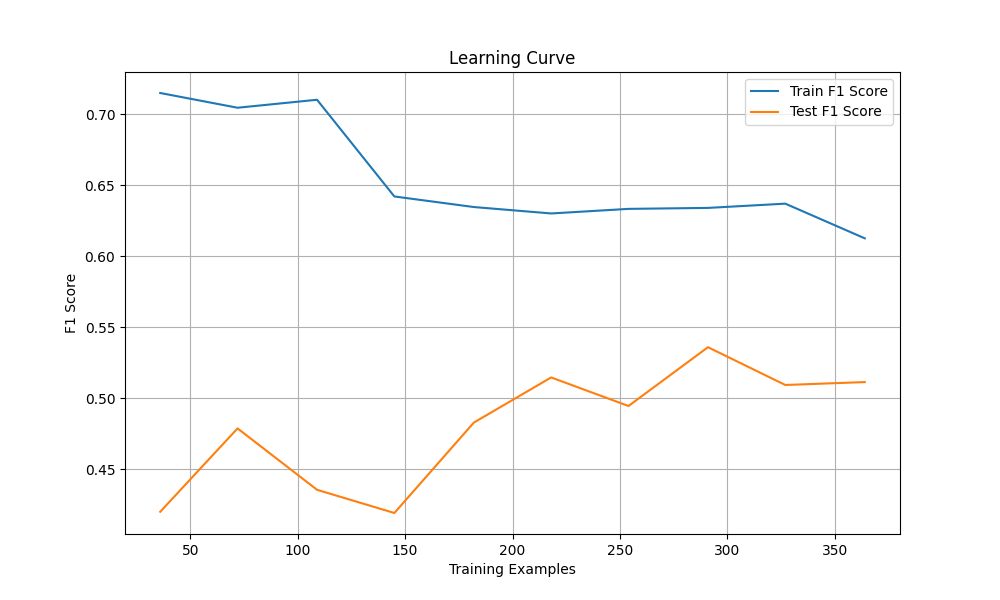 Learning Curve
Train F1 Score
Test F1 Score
0.70
0.65
0.60
0.55
0.50
0.45
F1 Score
50 100 150 200 250 300 350
Training Examples